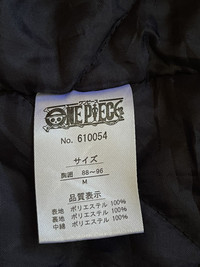 ONE PIECE
No. 610054
サイズ
胸囲 88～96
M
品質表示
表地 ポリエステル 100%
裏地 ポリエステル 100%
中綿 ポリエステル 100%